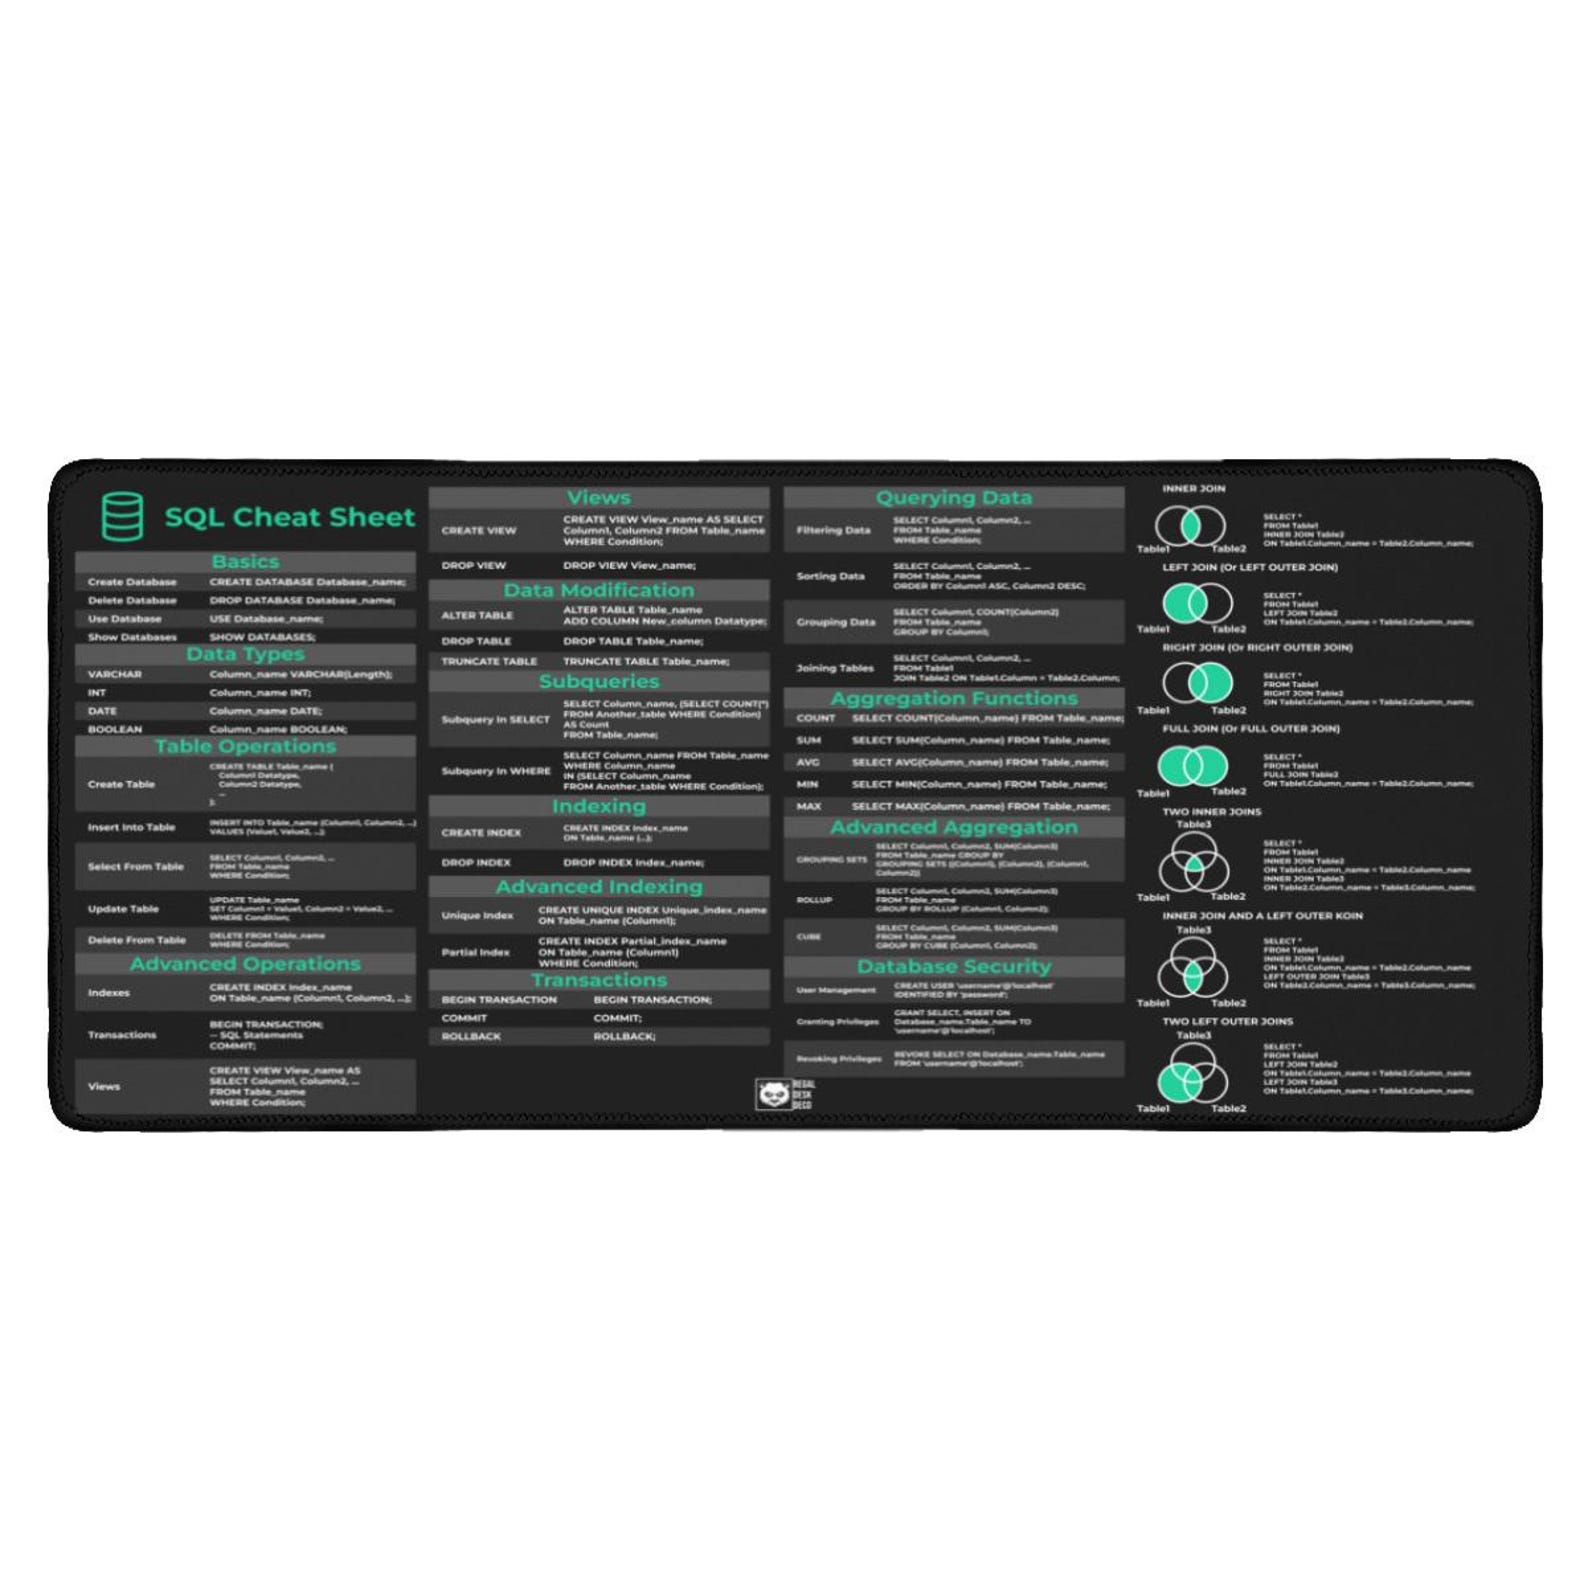 SQL Cheat Sheet
Basics
Create Database CREATE DATABASE Database_name;
Delete Database DROP DATABASE Database_name;
Use Database USE Database_name;
Show Databases SHOW DATABASES;
Data Types
VARCHAR Column_name VARCHAR(Length);
INT Column_name INT;
DATE Column_name DATE;
BOOLEAN Column_name BOOLEAN;
Table Operations
Create Table
CREATE TABLE Table_name (
Column1 Datatype,
Column2 Datatype,
...
);
Insert Into Table
INSERT INTO Table_name (Column1, Column2, ...)
VALUES (Value1, Value2, ...);
Select From Table
SELECT Column1, Column2, ...
FROM Table_name
WHERE Condition;
Update Table
UPDATE Table_name
SET Column1 = Value1, Column2 = Value2, ...
WHERE Condition;
Delete From Table
DELETE FROM Table_name
WHERE Condition;
Advanced Operations
Indexes
CREATE INDEX Index_name
ON Table_name (Column1, Column2, ...);
Transactions
BEGIN TRANSACTION;
-- SQL Statements
COMMIT;
Views
CREATE VIEW View_name AS
SELECT Column1, Column2, ...
FROM Table_name
WHERE Condition;
Views
CREATE VIEW
CREATE VIEW View_name AS SELECT
Column1, Column2 FROM Table_name
WHERE Condition;
DROP VIEW DROP VIEW View_name;
Data Modification
ALTER TABLE
ALTER TABLE Table_name
ADD COLUMN New_column Datatype;
DROP TABLE DROP TABLE Table_name;
TRUNCATE TABLE TRUNCATE TABLE Table_name;
Subqueries
Subquery In SELECT
SELECT Column_name, (SELECT COUNT(*)
FROM Another_table WHERE Condition)
AS Count
FROM Table_name;
Subquery In WHERE
SELECT Column_name FROM Table_name
WHERE Column_name
IN (SELECT Column_name
FROM Another_table WHERE Condition);
Indexing
CREATE INDEX
CREATE INDEX Index_name
ON Table_name (...);
DROP INDEX DROP INDEX Index_name;
Advanced Indexing
Unique Index
CREATE UNIQUE INDEX Unique_index_name
ON Table_name (Column1);
Partial Index
CREATE INDEX Partial_index_name
ON Table_name (Column1)
WHERE Condition;
Transactions
BEGIN TRANSACTION BEGIN TRANSACTION;
COMMIT COMMIT;
ROLLBACK ROLLBACK;
Querying Data
Filtering Data
SELECT Column1, Column2, ...
FROM Table_name
WHERE Condition;
Sorting Data
SELECT Column1, Column2, ...
FROM Table_name
ORDER BY Column1 ASC, Column2 DESC;
Grouping Data
SELECT Column1, COUNT(Column2)
FROM Table_name
GROUP BY Column1;
Joining Tables
SELECT Column1, Column2, ...
FROM Table1
JOIN Table2 ON Table1.Column = Table2.Column;
Aggregation Functions
COUNT SELECT COUNT(Column_name) FROM Table_name;
SUM SELECT SUM(Column_name) FROM Table_name;
AVG SELECT AVG(Column_name) FROM Table_name;
MIN SELECT MIN(Column_name) FROM Table_name;
MAX SELECT MAX(Column_name) FROM Table_name;
Advanced Aggregation
GROUPING SETS
SELECT Column1, Column2, SUM(Column3)
FROM Table_name GROUP BY
GROUPING SETS ((Column1), (Column2), (Column1,
Column2))
ROLLUP
SELECT Column1, Column2, SUM(Column3)
FROM Table_name
GROUP BY ROLLUP (Column1, Column2);
CUBE
SELECT Column1, Column2, SUM(Column3)
FROM Table_name
GROUP BY CUBE (Column1, Column2);
Database Security
User Management
CREATE USER 'username'@'localhost'
IDENTIFIED BY 'password';
Granting Privileges
GRANT SELECT, INSERT ON
Database_name.Table_name TO
'username'@'localhost';
Revoking Privileges
REVOKE SELECT ON Database_name.Table_name
FROM 'username'@'localhost';
REGAL
DESK
DECO
INNER JOIN
Table1 Table2
SELECT *
FROM Table1
INNER JOIN Table2
ON Table1.Column_name = Table2.Column_name;
LEFT JOIN (Or LEFT OUTER JOIN)
Table1 Table2
SELECT *
FROM Table1
LEFT JOIN Table2
ON Table1.Column_name = Table2.Column_name;
RIGHT JOIN (Or RIGHT OUTER JOIN)
Table1 Table2
SELECT *
FROM Table1
RIGHT JOIN Table2
ON Table1.Column_name = Table2.Column_name;
FULL JOIN (Or FULL OUTER JOIN)
Table1 Table2
SELECT *
FROM Table1
FULL JOIN Table2
ON Table1.Column_name = Table2.Column_name;
TWO INNER JOINS
Table3
Table1 Table2
SELECT *
FROM Table1
INNER JOIN Table2
ON Table1.Column_name = Table2.Column_name
INNER JOIN Table3
ON Table2.Column_name = Table3.Column_name;
INNER JOIN AND A LEFT OUTER KOIN
Table3
Table1 Table2
SELECT *
FROM Table1
INNER JOIN Table2
ON Table1.Column_name = Table2.Column_name
LEFT OUTER JOIN Table3
ON Table2.Column_name = Table3.Column_name;
TWO LEFT OUTER JOINS
Table3
Table1 Table2
SELECT *
FROM Table1
LEFT JOIN Table2
ON Table1.Column_name = Table2.Column_name
LEFT JOIN Table3
ON Table1.Column_name = Table3.Column_name;